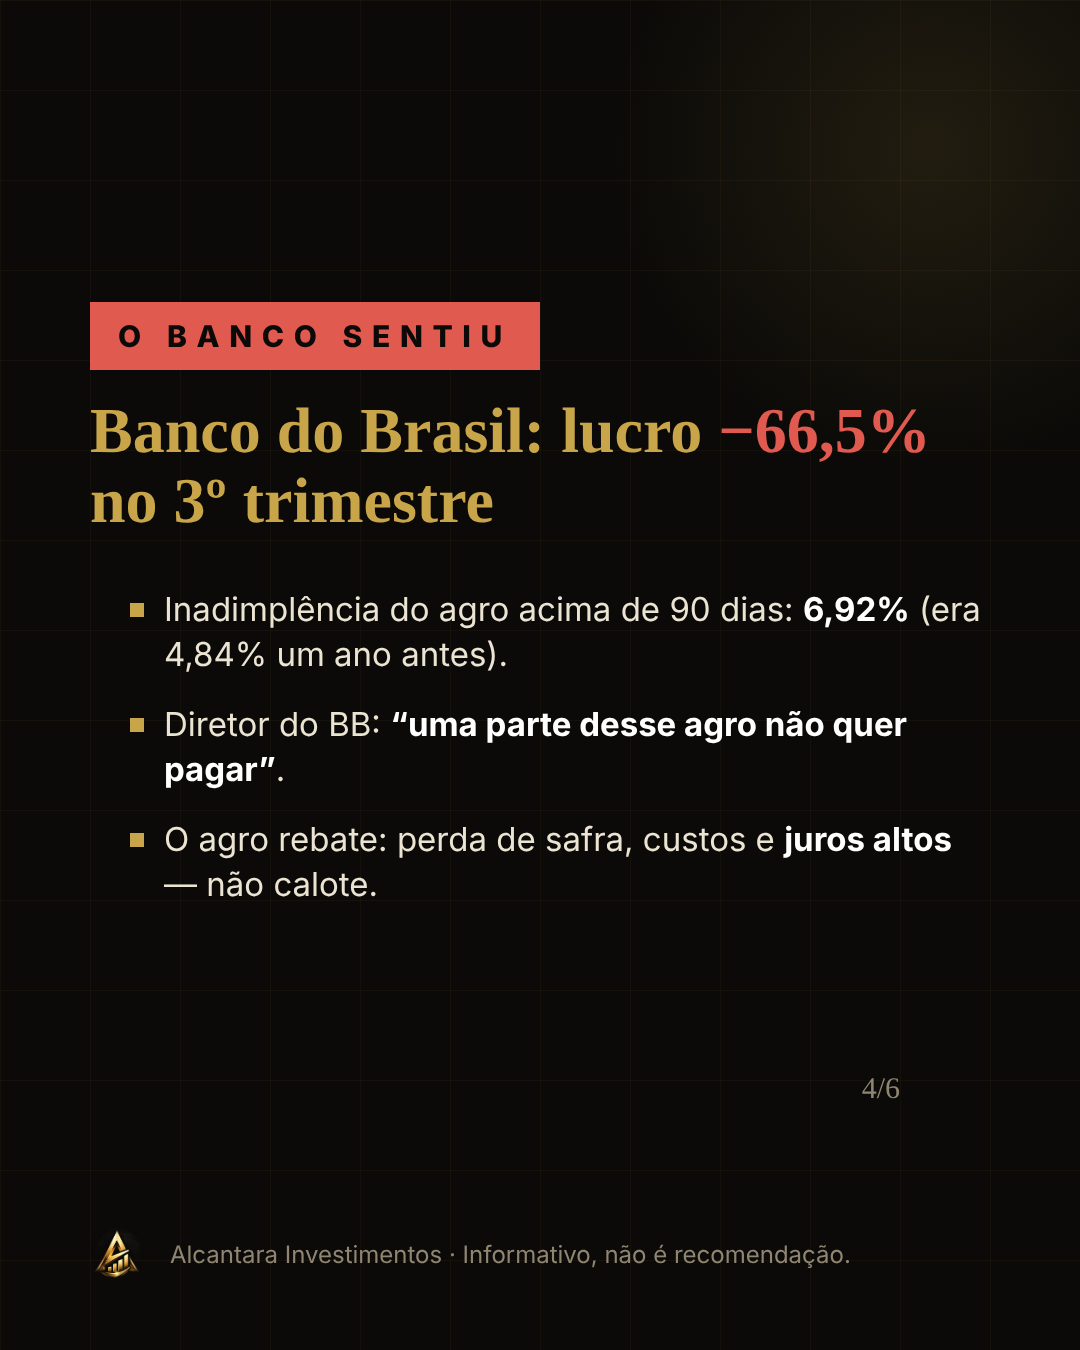 O BANCO SENTIU
Banco do Brasil: lucro −66,5%
no 3º trimestre
Inadimplência do agro acima de 90 dias: 6,92% (era
4,84% um ano antes).
Diretor do BB: “uma parte desse agro não quer
pagar”.
O agro rebate: perda de safra, custos e juros altos
— não calote.
4/6
Alcantara Investimentos · Informativo, não é recomendação.